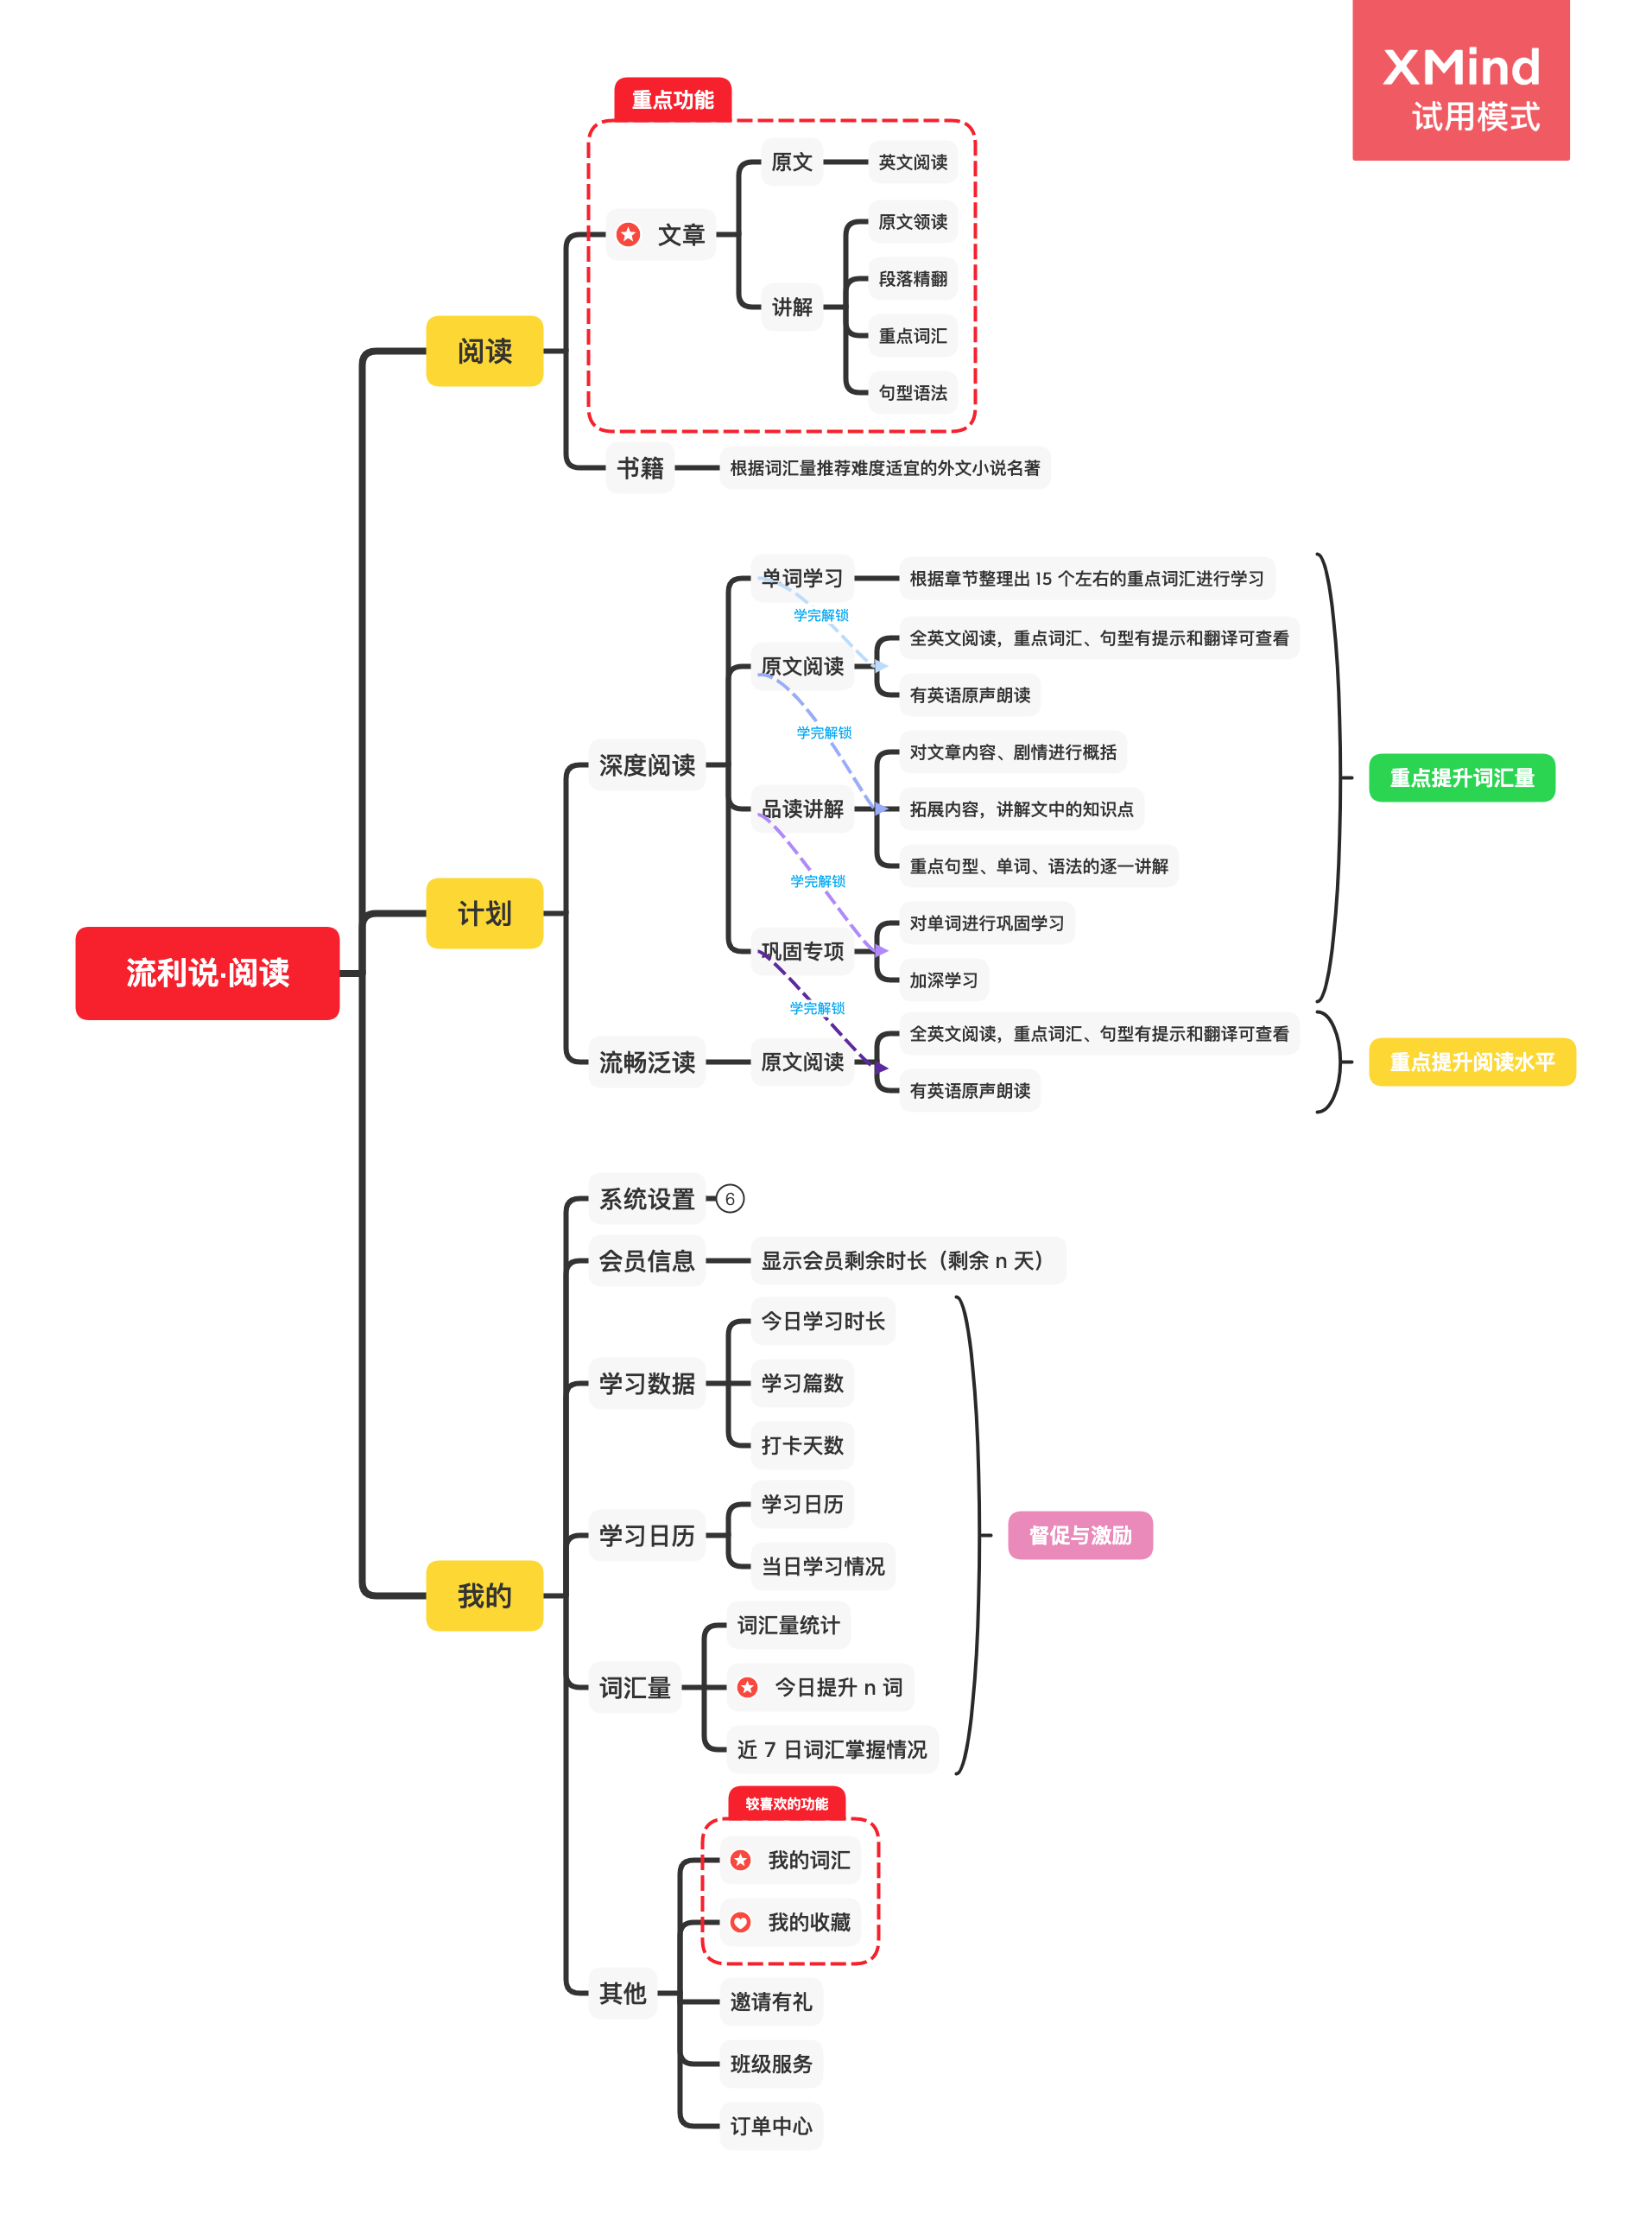 XMind
试用模式
重点功能
原文
英文阅读
文章
原文领读
段落精翻
讲解
重点词汇
句型语法
阅读
书籍
根据词汇量推荐难度适宜的外文小说名著
单词学习
根据章节整理出 15 个左右的重点词汇进行学习
学完解锁
原文阅读
全英文阅读，重点词汇、句型有提示和翻译可查看
有英语原声朗读
学完解锁
深度阅读
对文章内容、剧情进行概括
重点提升词汇量
品读讲解
拓展内容，讲解文中的知识点
重点句型、单词、语法的逐一讲解
学完解锁
计划
对单词进行巩固学习
巩固专项
加深学习
流利说·阅读
学完解锁
流畅泛读
原文阅读
全英文阅读，重点词汇、句型有提示和翻译可查看
有英语原声朗读
重点提升阅读水平
系统设置
6
会员信息
显示会员剩余时长（剩余 n 天）
今日学习时长
学习数据
学习篇数
打卡天数
学习日历
学习日历
当日学习情况
督促与激励
我的
词汇量统计
词汇量
今日提升 n 词
近 7 日词汇掌握情况
较喜欢的功能
我的词汇
我的收藏
其他
邀请有礼
班级服务
订单中心